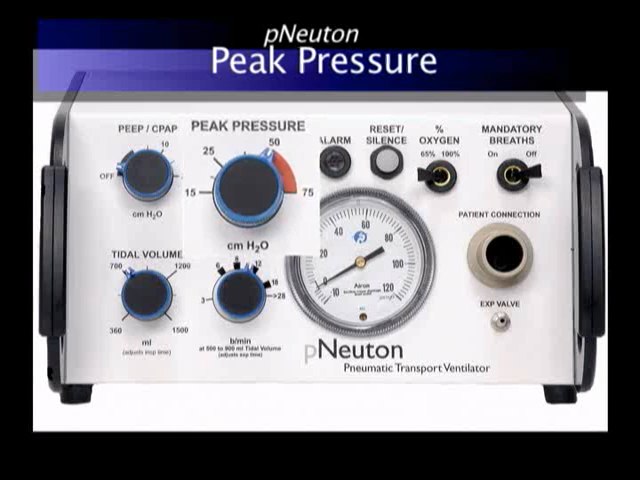 pNeuton
Peak Pressure
PEEP / CPAP
10
OFF
cm H2O
PEAK PRESSURE
50
25
15
75
cm H2O
ALARM
RESET/
SILENCE
%
OXYGEN
65% 100%
MANDATORY
BREATHS
On Off
PATIENT CONNECTION
EXP VALVE
TIDAL VOLUME
700 1200
360 1500
ml
(adjusts insp time)
6 8 12
18
3 >28
b/min
at 500 to 900 ml Tidal Volume
(adjusts exp time)
60
40 80
20 100
0
10 120
Airox
pNeuton
Pneumatic Transport Ventilator